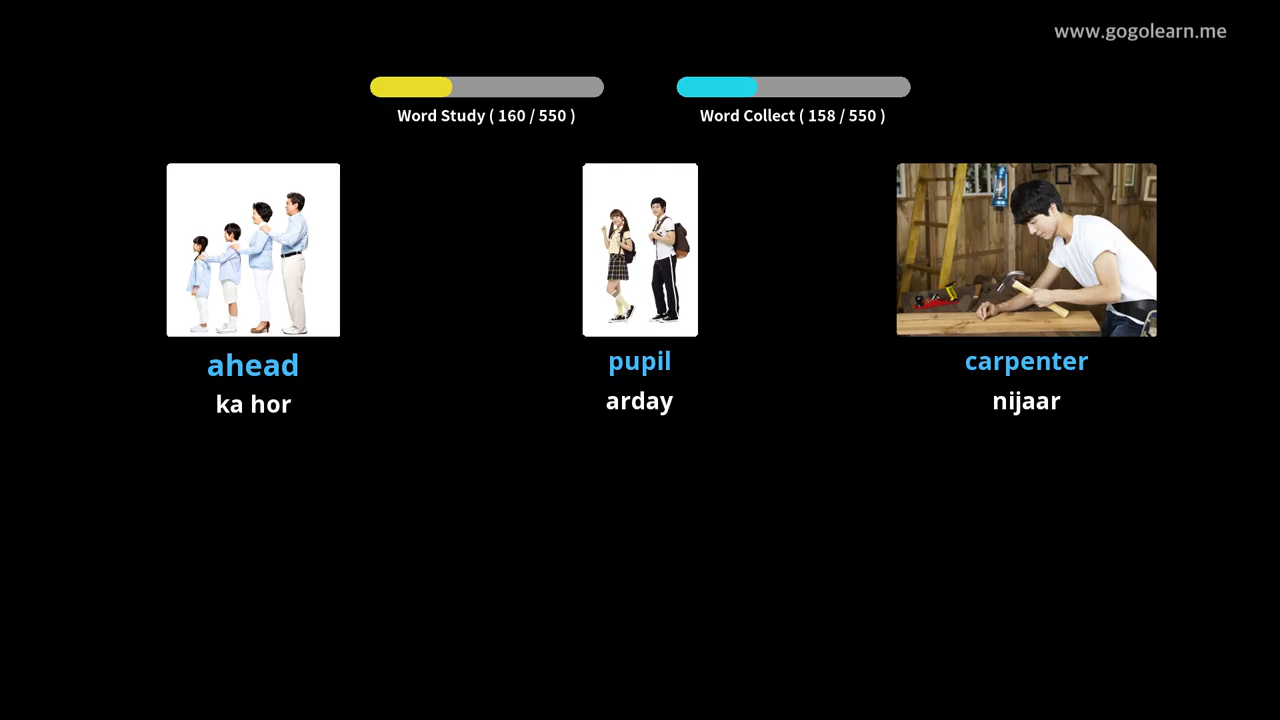 www.gogolearn.me
Word Study ( 160 / 550 )
Word Collect ( 158 / 550 )
ahead
ka hor
pupil
arday
carpenter
nijaar